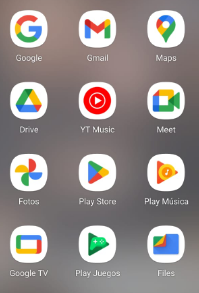 Google Gmail Maps
Drive YT Music Meet
Fotos Play Store Play Música
Google TV Play Juegos Files